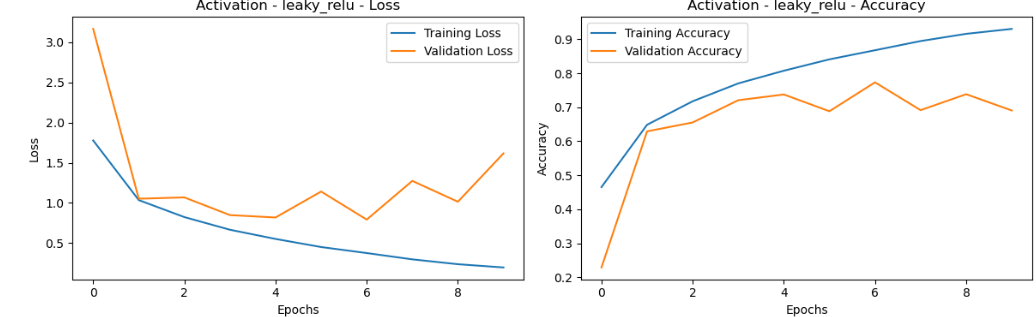 Activation - leaky_relu - Loss
Training Loss
Validation Loss
3.0
2.5
2.0
1.5
1.0
0.5
Loss
0 2 4 6 8
Epochs
Activation - leaky_relu - Accuracy
Training Accuracy
Validation Accuracy
0.9
0.8
0.7
0.6
0.5
0.4
0.3
0.2
Accuracy
0 2 4 6 8
Epochs